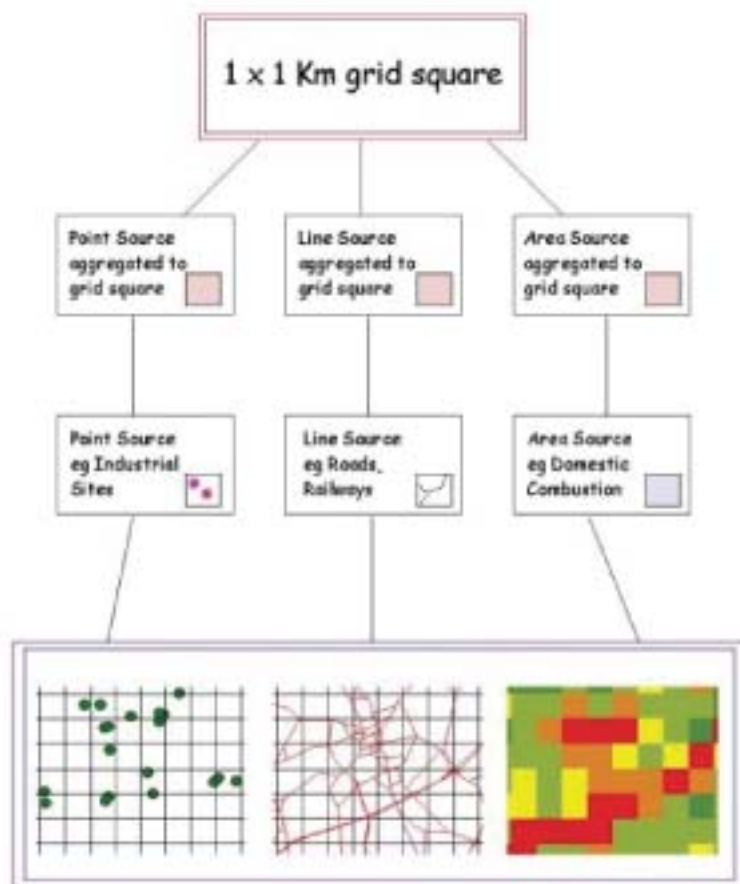 1 x 1 Km grid square
Point Source
aggregated to
grid square
Line Source
aggregated to
grid square
Area Source
aggregated to
grid square
Point Source
eg Industrial
Sites
Line Source
eg Roads,
Railways
Area Source
eg Domestic
Combustion